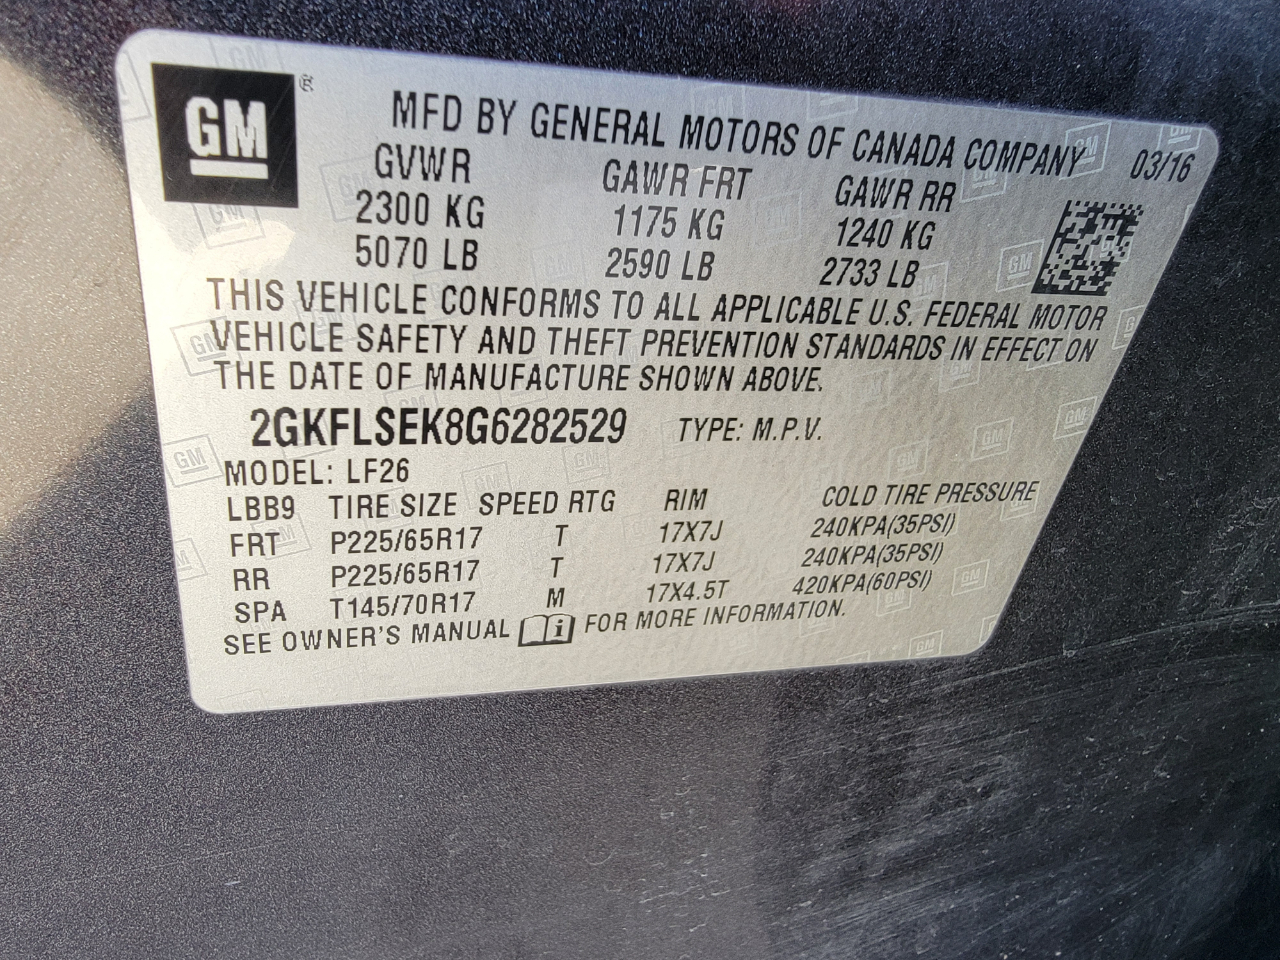 GM ®
MFD BY GENERAL MOTORS OF CANADA COMPANY 03/16
GVWR GAWR FRT GAWR RR
2300 KG 1175 KG 1240 KG
5070 LB 2590 LB 2733 LB
THIS VEHICLE CONFORMS TO ALL APPLICABLE U.S. FEDERAL MOTOR
VEHICLE SAFETY AND THEFT PREVENTION STANDARDS IN EFFECT ON
THE DATE OF MANUFACTURE SHOWN ABOVE.
2GKFLSEK8G6282529 TYPE: M.P.V.
MODEL: LF26
LBB9 TIRE SIZE SPEED RTG RIM COLD TIRE PRESSURE
FRT P225/65R17 T 17X7J 240KPA(35PSI)
RR P225/65R17 T 17X7J 240KPA(35PSI)
SPA T145/70R17 M 17X4.5T 420KPA(60PSI)
SEE OWNER'S MANUAL i FOR MORE INFORMATION.